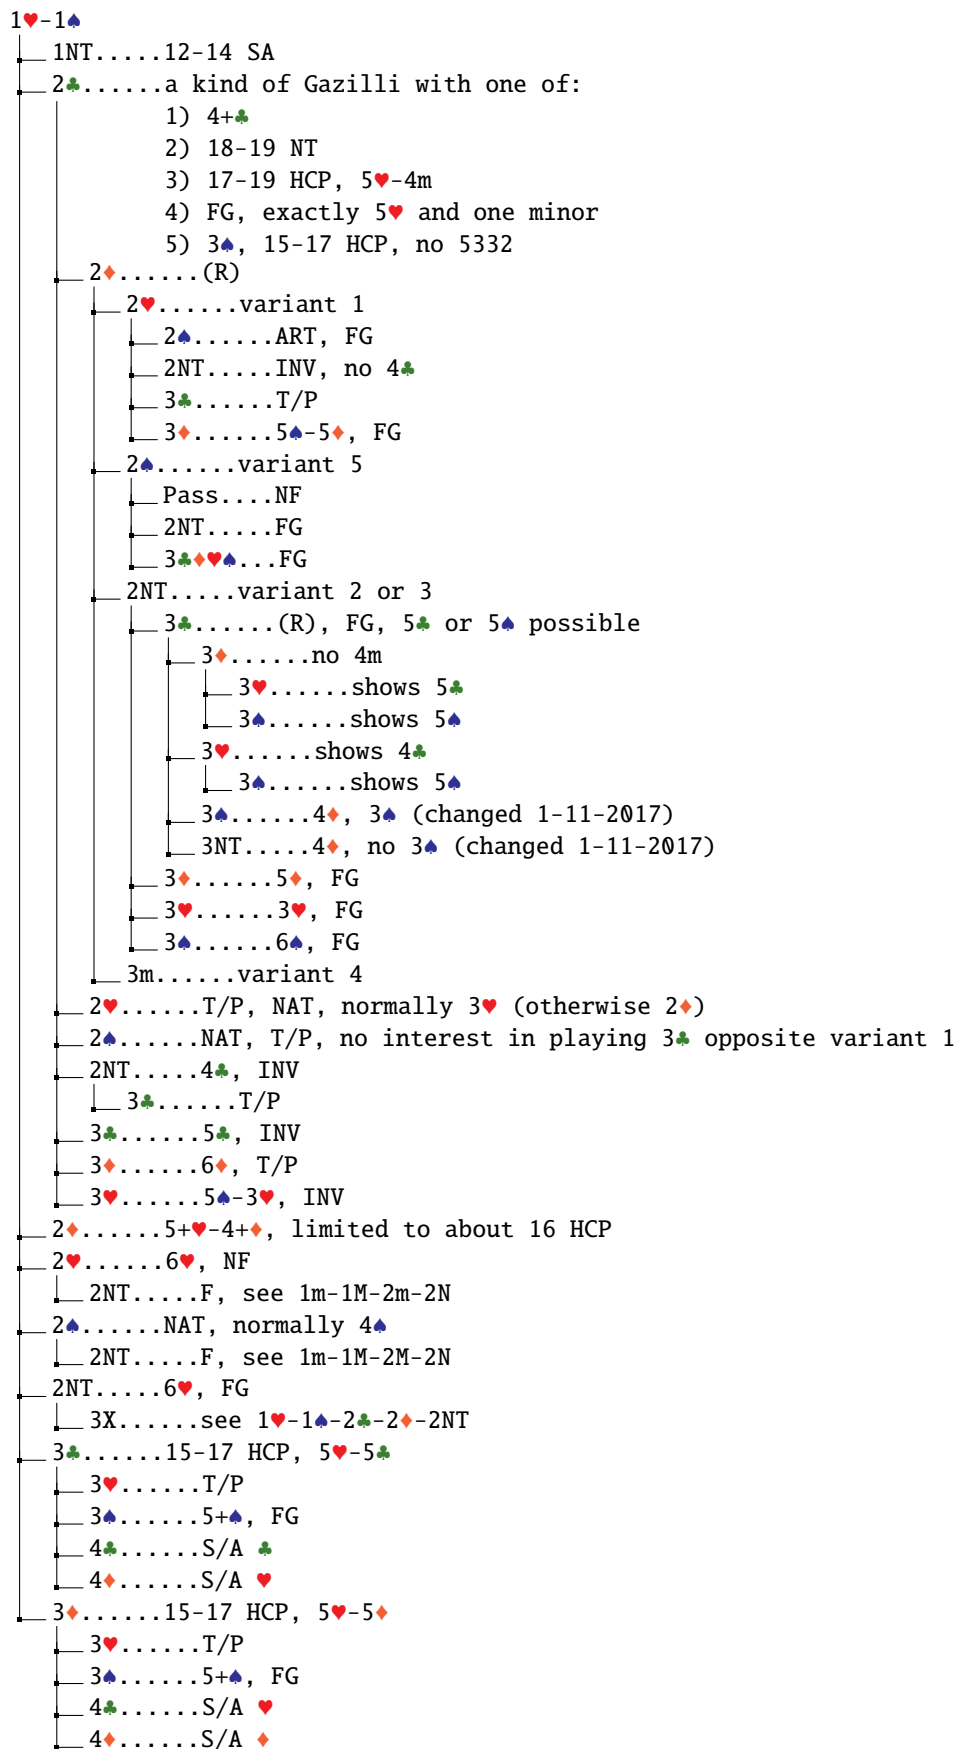 1♥-1♠
1NT.....12-14 SA
2♣......a kind of Gazilli with one of:
1) 4+♣
2) 18-19 NT
3) 17-19 HCP, 5♥-4m
4) FG, exactly 5♥ and one minor
5) 3♠, 15-17 HCP, no 5332
2♦......(R)
2♥......variant 1
2♠......ART, FG
2NT.....INV, no 4♣
3♣......T/P
3♦......5♠-5♦, FG
2♠......variant 5
Pass....NF
2NT.....FG
3♣♦♥♠...FG
2NT.....variant 2 or 3
3♣......(R), FG, 5♣ or 5♠ possible
3♦......no 4m
3♥......shows 5♣
3♠......shows 5♠
3♥......shows 4♣
3♠......shows 5♠
3♠......4♦, 3♠ (changed 1-11-2017)
3NT.....4♦, no 3♠ (changed 1-11-2017)
3♦......5♦, FG
3♥......3♥, FG
3♠......6♠, FG
3m......variant 4
2♥......T/P, NAT, normally 3♥ (otherwise 2♦)
2♠......NAT, T/P, no interest in playing 3♣ opposite variant 1
2NT.....4♣, INV
3♣......T/P
3♣......5♣, INV
3♦......6♦, T/P
3♥......5♠-3♥, INV
2♦......5+♥-4+♦, limited to about 16 HCP
2♥......6♥, NF
2NT.....F, see 1m-1M-2m-2N
2♠......NAT, normally 4♠
2NT.....F, see 1m-1M-2M-2N
2NT.....6♥, FG
3X......see 1♥-1♠-2♣-2♦-2NT
3♣......15-17 HCP, 5♥-5♣
3♥......T/P
3♠......5+♠, FG
4♣......S/A ♣
4♦......S/A ♥
3♦......15-17 HCP, 5♥-5♦
3♥......T/P
3♠......5+♠, FG
4♣......S/A ♥
4♦......S/A ♦